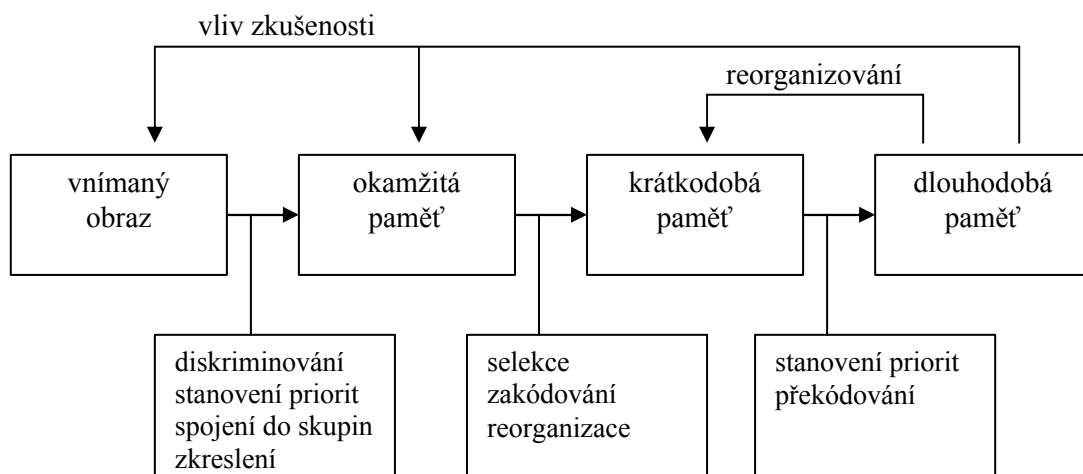 vliv zkušenosti
reorganizování
vnímaný
obraz
okamžitá
paměť
krátkodobá
paměť
dlouhodobá
paměť
diskriminování
stanovení priorit
spojení do skupin
zkreslení
selekce
zakódování
reorganizace
stanovení priorit
překódování